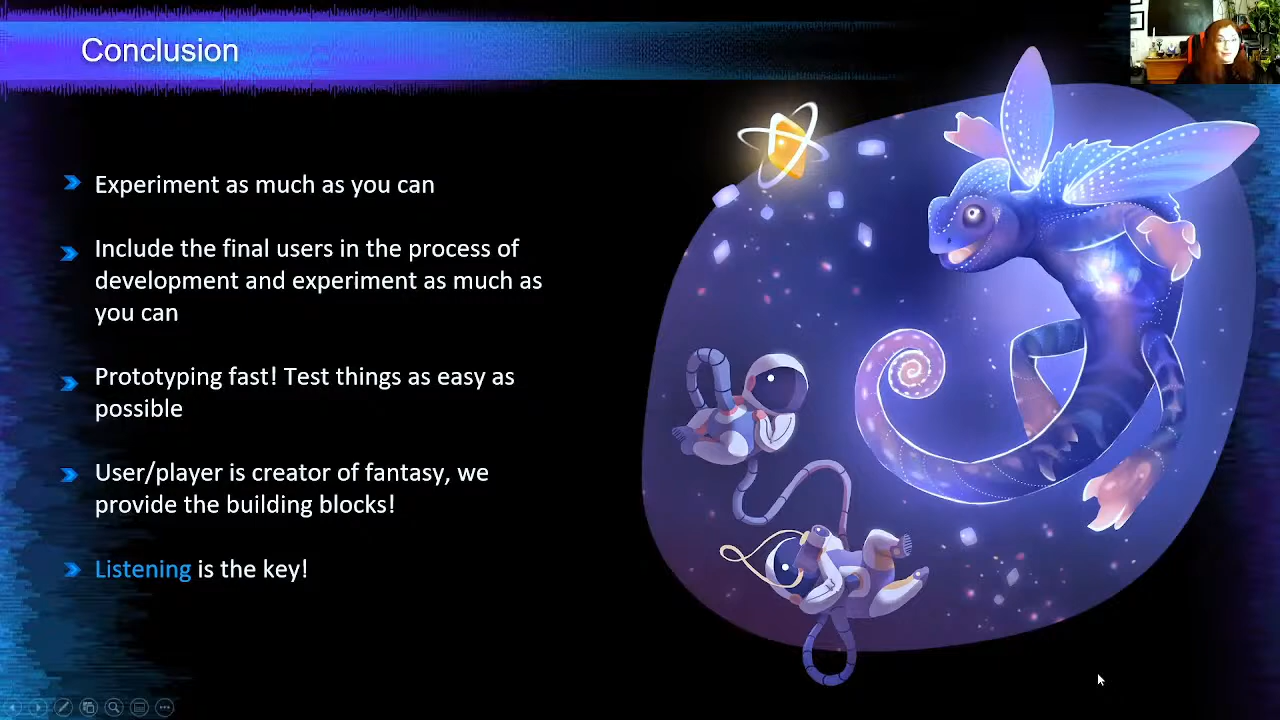 Conclusion
Experiment as much as you can
Include the final users in the process of
development and experiment as much as
you can
Prototyping fast! Test things as easy as
possible
User/player is creator of fantasy, we
provide the building blocks!
Listening is the key!